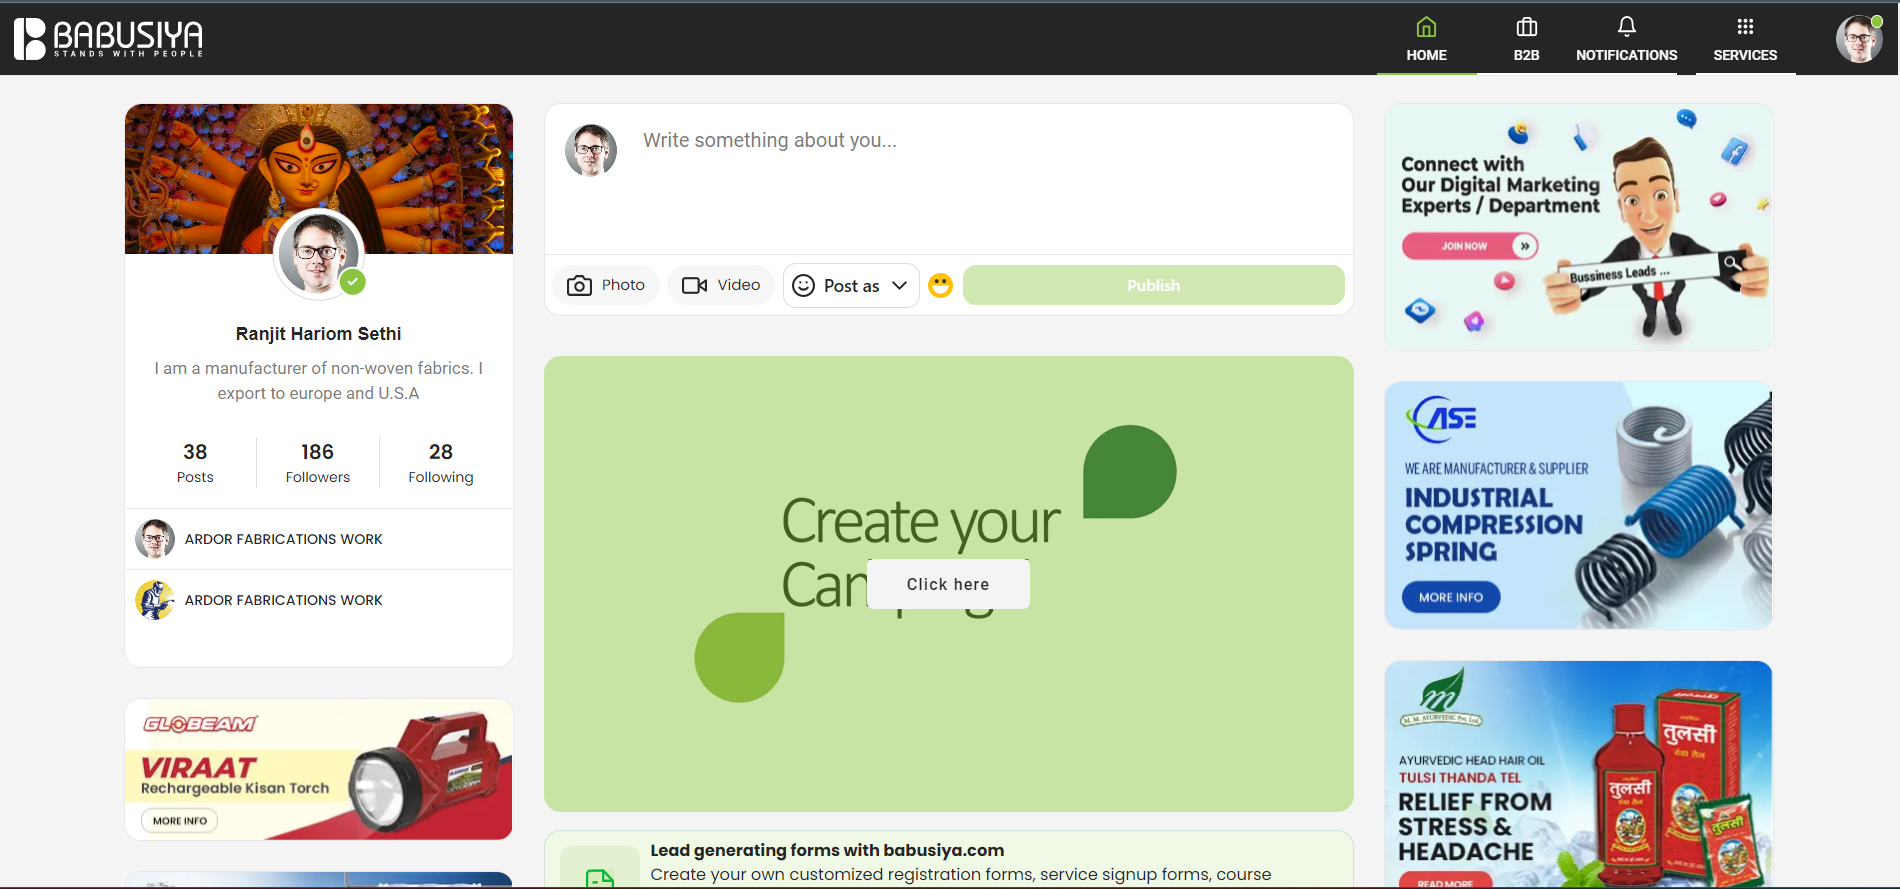 BABUSIYA
STANDS WITH PEOPLE
HOME
B2B
NOTIFICATIONS
SERVICES
Ranjit Hariom Sethi
I am a manufacturer of non-woven fabrics. I
export to europe and U.S.A
38
Posts
186
Followers
28
Following
ARDOR FABRICATIONS WORK
ARDOR FABRICATIONS WORK
GLOBEAM
VIRAAT
Rechargeable Kisan Torch
MORE INFO
Write something about you...
Photo
Video
Post as
Publish
Create your
Click here
Lead generating forms with babusiya.com
Create your own customized registration forms, service signup forms, course
Connect with
Our Digital Marketing
Experts / Department
JOIN NOW
Bussiness Leads ...
ASE
WE ARE MANUFACTURER & SUPPLIER
INDUSTRIAL
COMPRESSION
SPRING
MORE INFO
M. M. AYURVEDIC Pvt. Ltd.
AYURVEDIC HEAD HAIR OIL
TULSI THANDA TEL
RELIEF FROM
STRESS &
HEADACHE
READ MORE
तुलसी
ठंडा तेल
तुलसी
तुलसी